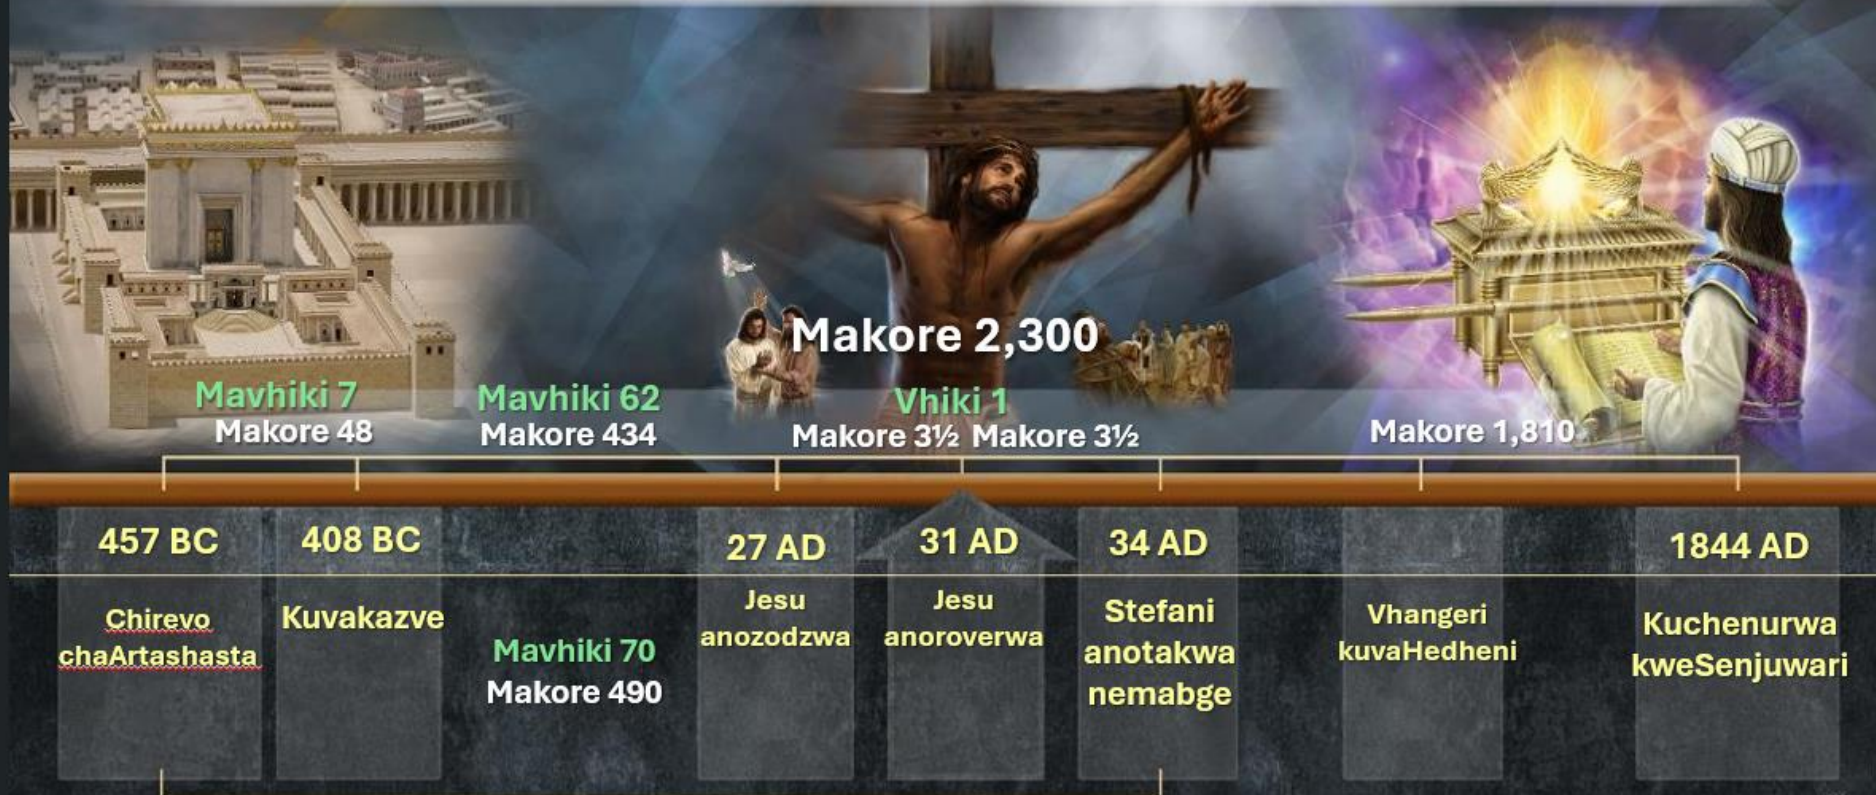 Makore 2,300
Mavhiki 7
Makore 48
Mavhiki 62
Makore 434
Vhiki 1
Makore 3½ Makore 3½
Makore 1,810
457 BC
Chirevo
chaArtashasta
408 BC
Kuvakazve
Mavhiki 70
Makore 490
27 AD
Jesu
anozodzwa
31 AD
Jesu
anoroverwa
34 AD
Stefani
anotakwa
nemabge
Vhangeri
kuvaHedheni
1844 AD
Kuchenurwa
kweSenjuwari